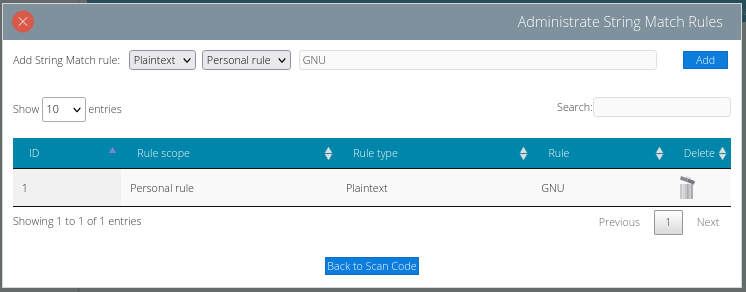 Administrate String Match Rules
Add String Match rule: Plaintext Personal rule GNU Add
Show 10 entries Search:
ID Rule scope Rule type Rule Delete
1 Personal rule Plaintext GNU
Showing 1 to 1 of 1 entries Previous 1 Next
Back to Scan Code